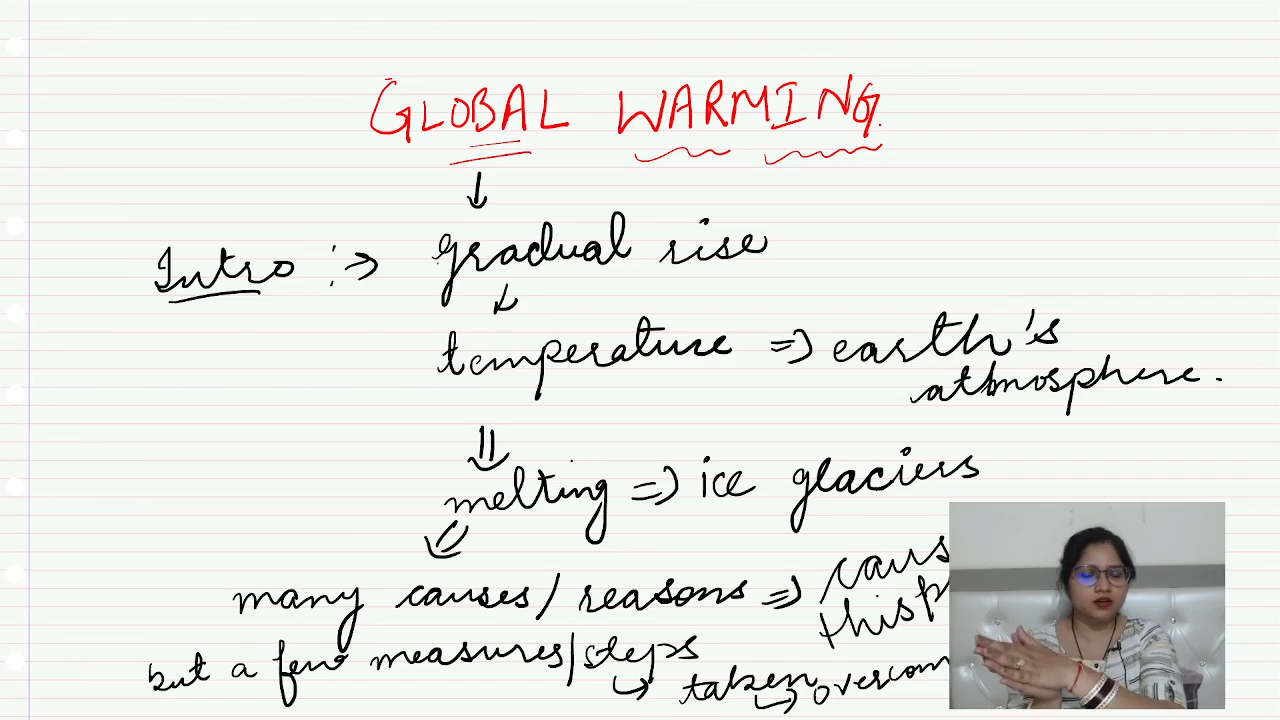 GLOBAL WARMING
Intro :⇒ gradual rise
temperature ⇒ earth's
atmosphere.
melting ⇒ ice glaciers
many causes/reasons ⇒
this
but a few measures/steps
taken